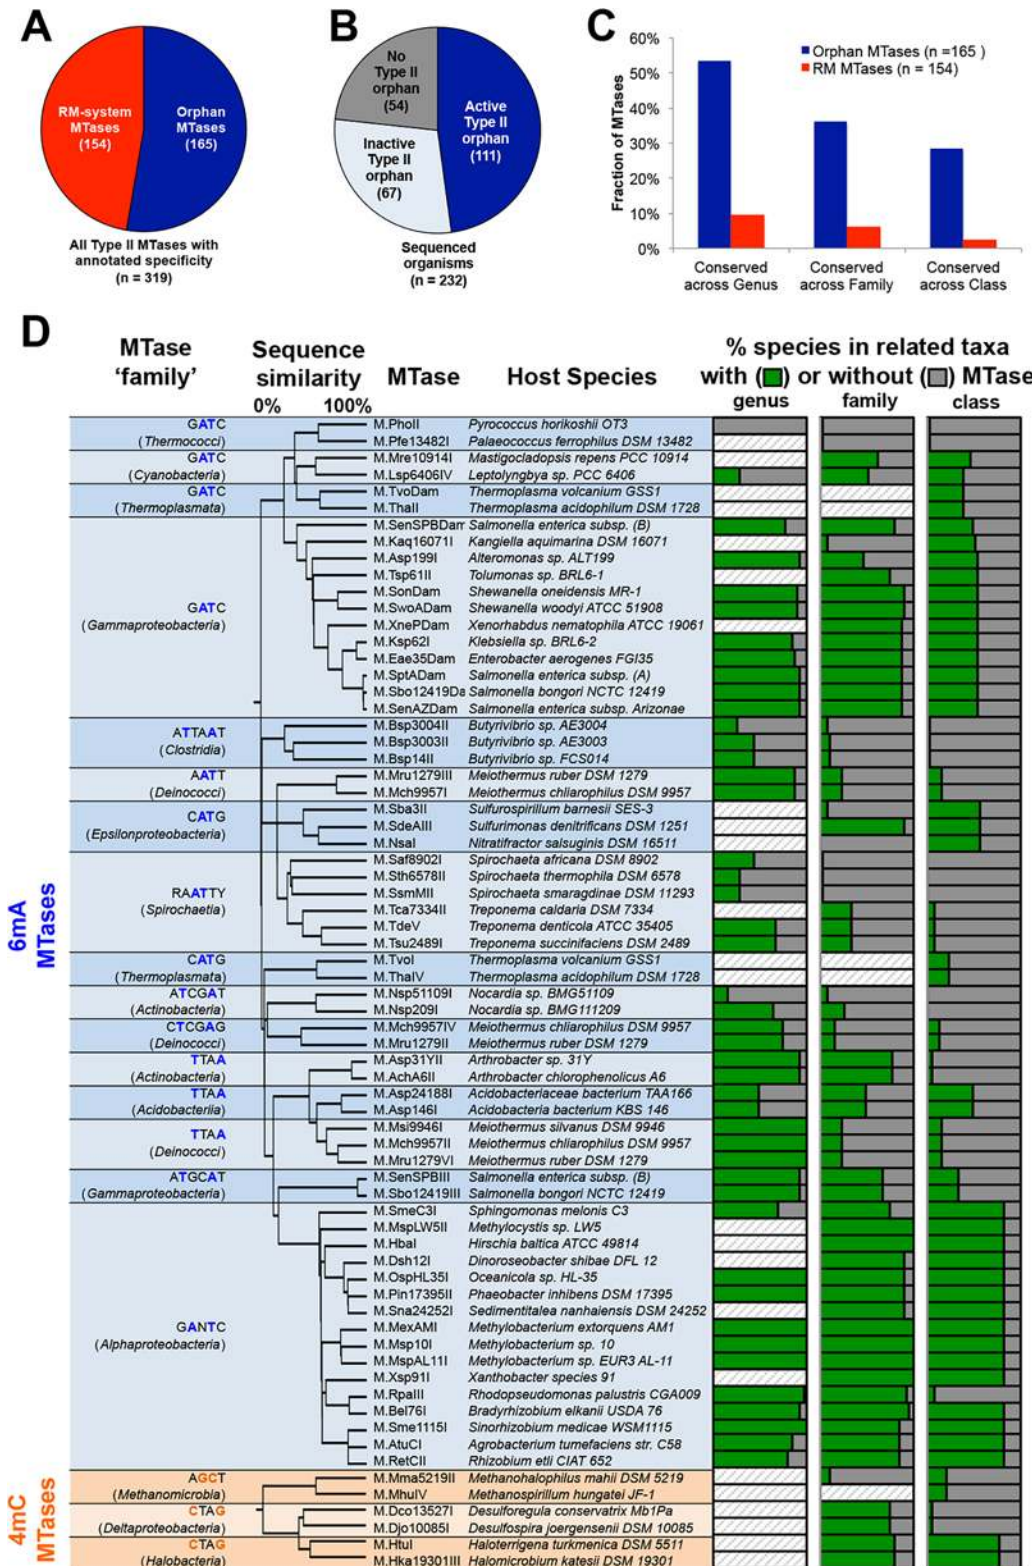 A
RM-system
MTases
(154)
Orphan
MTases
(165)
All Type II MTases with
annotated specificity
(n = 319)
B
No
Type II
orphan
(54)
Active
Type II
orphan
(111)
Inactive
Type II
orphan
(67)
Sequenced
organisms
(n = 232)
C
Fraction of MTases
60%
50%
40%
30%
20%
10%
0%
Orphan MTases (n =165 )
RM MTases (n = 154)
Conserved
across Genus
Conserved
across Family
Conserved
across Class
D
MTase
'family'
Sequence
similarity
0% 100%
MTase
Host Species
% species in related taxa
with ( ) or without ( ) MTase
genus family class
6mA
MTases
GATC
(Thermococci)
M.PhoII Pyrococcus horikoshii OT3
M.Pfe13482I Palaeococcus ferrophilus DSM 13482
GATC
(Cyanobacteria)
M.Mre10914I Mastigocladopsis repens PCC 10914
M.Lsp6406IV Leptolyngbya sp. PCC 6406
GATC
(Thermoplasmata)
M.TvoDam Thermoplasma volcanium GSS1
M.ThaII Thermoplasma acidophilum DSM 1728
GATC
(Gammaproteobacteria)
M.SenSPBDam Salmonella enterica subsp. (B)
M.Kaq16071I Kangiella aquimarina DSM 16071
M.Asp199I Alteromonas sp. ALT199
M.Tsp61II Tolumonas sp. BRL6-1
M.SonDam Shewanella oneidensis MR-1
M.SwoADam Shewanella woodyi ATCC 51908
M.XnePDam Xenorhabdus nematophila ATCC 19061
M.Ksp62I Klebsiella sp. BRL6-2
M.Eae35Dam Enterobacter aerogenes FGI35
M.SptADam Salmonella enterica subsp. (A)
M.Sbo12419Da Salmonella bongori NCTC 12419
M.SenAZDam Salmonella enterica subsp. Arizonae
ATTAAT
(Clostridia)
M.Bsp3004II Butyrivibrio sp. AE3004
M.Bsp3003II Butyrivibrio sp. AE3003
M.Bsp14II Butyrivibrio sp. FCS014
AATT
(Deinococci)
M.Mru1279III Meiothermus ruber DSM 1279
M.Mch9957I Meiothermus chliarophilus DSM 9957
CATG
(Epsilonproteobacteria)
M.Sba3II Sulfurospirillum barnesii SES-3
M.SdeAIII Sulfurimonas denitrificans DSM 1251
M.NsaI Nitratifractor salsuginis DSM 16511
RAATTY
(Spirochaetia)
M.Saf8902I Spirochaeta africana DSM 8902
M.Sth6578II Spirochaeta thermophila DSM 6578
M.SsmMII Spirochaeta smaragdinae DSM 11293
M.Tca7334II Treponema caldaria DSM 7334
M.TdeV Treponema denticola ATCC 35405
M.Tsu2489I Treponema succinifaciens DSM 2489
CATG
(Thermoplasmata)
M.TvoI Thermoplasma volcanium GSS1
M.ThaIV Thermoplasma acidophilum DSM 1728
ATCGAT
(Actinobacteria)
M.Nsp51109I Nocardia sp. BMG51109
M.Nsp209I Nocardia sp. BMG111209
CTCGAG
(Deinococci)
M.Mch9957IV Meiothermus chliarophilus DSM 9957
M.Mru1279II Meiothermus ruber DSM 1279
TTAA
(Actinobacteria)
M.Asp31YII Arthrobacter sp. 31Y
M.AchA6II Arthrobacter chlorophenolicus A6
TTAA
(Acidobacteriia)
M.Asp24188I Acidobacteriaceae bacterium TAA166
M.Asp146I Acidobacteria bacterium KBS 146
TTAA
(Deinococci)
M.Msi9946I Meiothermus silvanus DSM 9946
M.Mch9957II Meiothermus chliarophilus DSM 9957
M.Mru1279VI Meiothermus ruber DSM 1279
ATGCAT
(Gammaproteobacteria)
M.SenSPBIII Salmonella enterica subsp. (B)
M.Sbo12419III Salmonella bongori NCTC 12419
GANTC
(Alphaproteobacteria)
M.SmeC3I Sphingomonas melonis C3
M.MspLW5II Methylocystis sp. LW5
M.HbaI Hirschia baltica ATCC 49814
M.Dsh12I Dinoroseobacter shibae DFL 12
M.OspHL35I Oceanicola sp. HL-35
M.Pin17395II Phaeobacter inhibens DSM 17395
M.Sna24252I Sedimentitalea nanhaiensis DSM 24252
M.MexAMI Methylobacterium extorquens AM1
M.Msp10I Methylobacterium sp. 10
M.MspAL11I Methylobacterium sp. EUR3 AL-11
M.Xsp91I Xanthobacter species 91
M.RpaIII Rhodopseudomonas palustris CGA009
M.Bel76I Bradyrhizobium elkanii USDA 76
M.Sme1115I Sinorhizobium medicae WSM1115
M.AtuCI Agrobacterium tumefaciens str. C58
M.RetCII Rhizobium etli CIAT 652
4mC
MTases
AGCT
(Methanomicrobia)
M.Mma5219II Methanohalophilus mahii DSM 5219
M.MhuIV Methanospirillum hungatei JF-1
CTAG
(Deltaproteobacteria)
M.Dco13527I Desulforegula conservatrix Mb1Pa
M.Djo10085I Desulfospira joergensenii DSM 10085
CTAG
(Halobacteria)
M.HtuI Haloterrigena turkmenica DSM 5511
M.Hka19301III Halomicrobium katesii DSM 19301